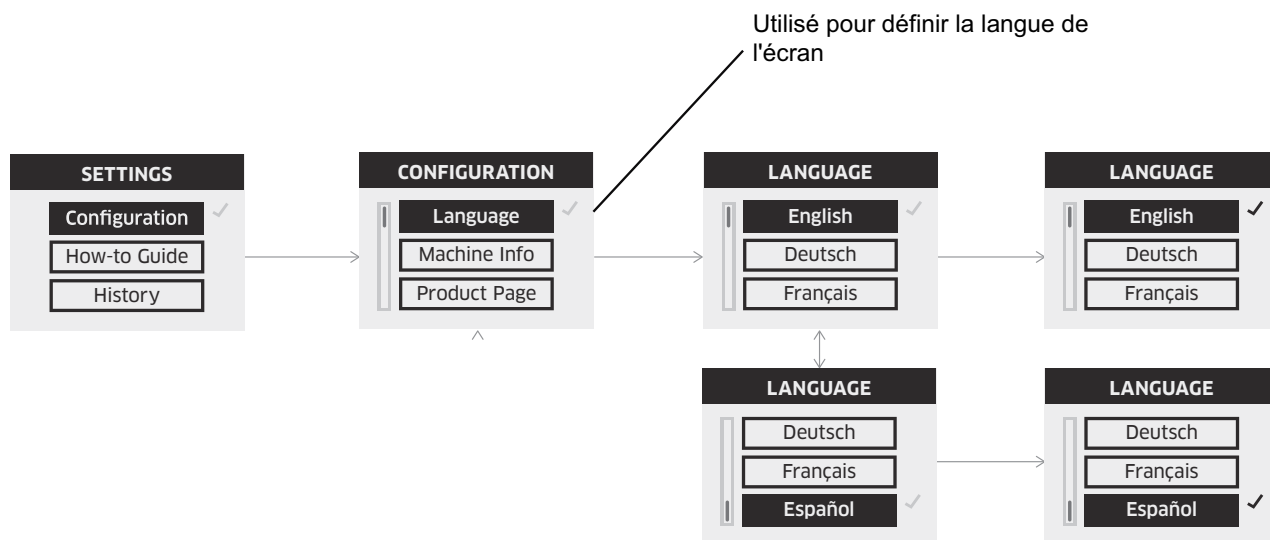 Utilisé pour définir la langue de
l'écran
SETTINGS
Configuration
How-to Guide
History
CONFIGURATION
Language
Machine Info
Product Page
LANGUAGE
English
Deutsch
Français
LANGUAGE
English
Deutsch
Français
LANGUAGE
Deutsch
Français
Español
LANGUAGE
Deutsch
Français
Español